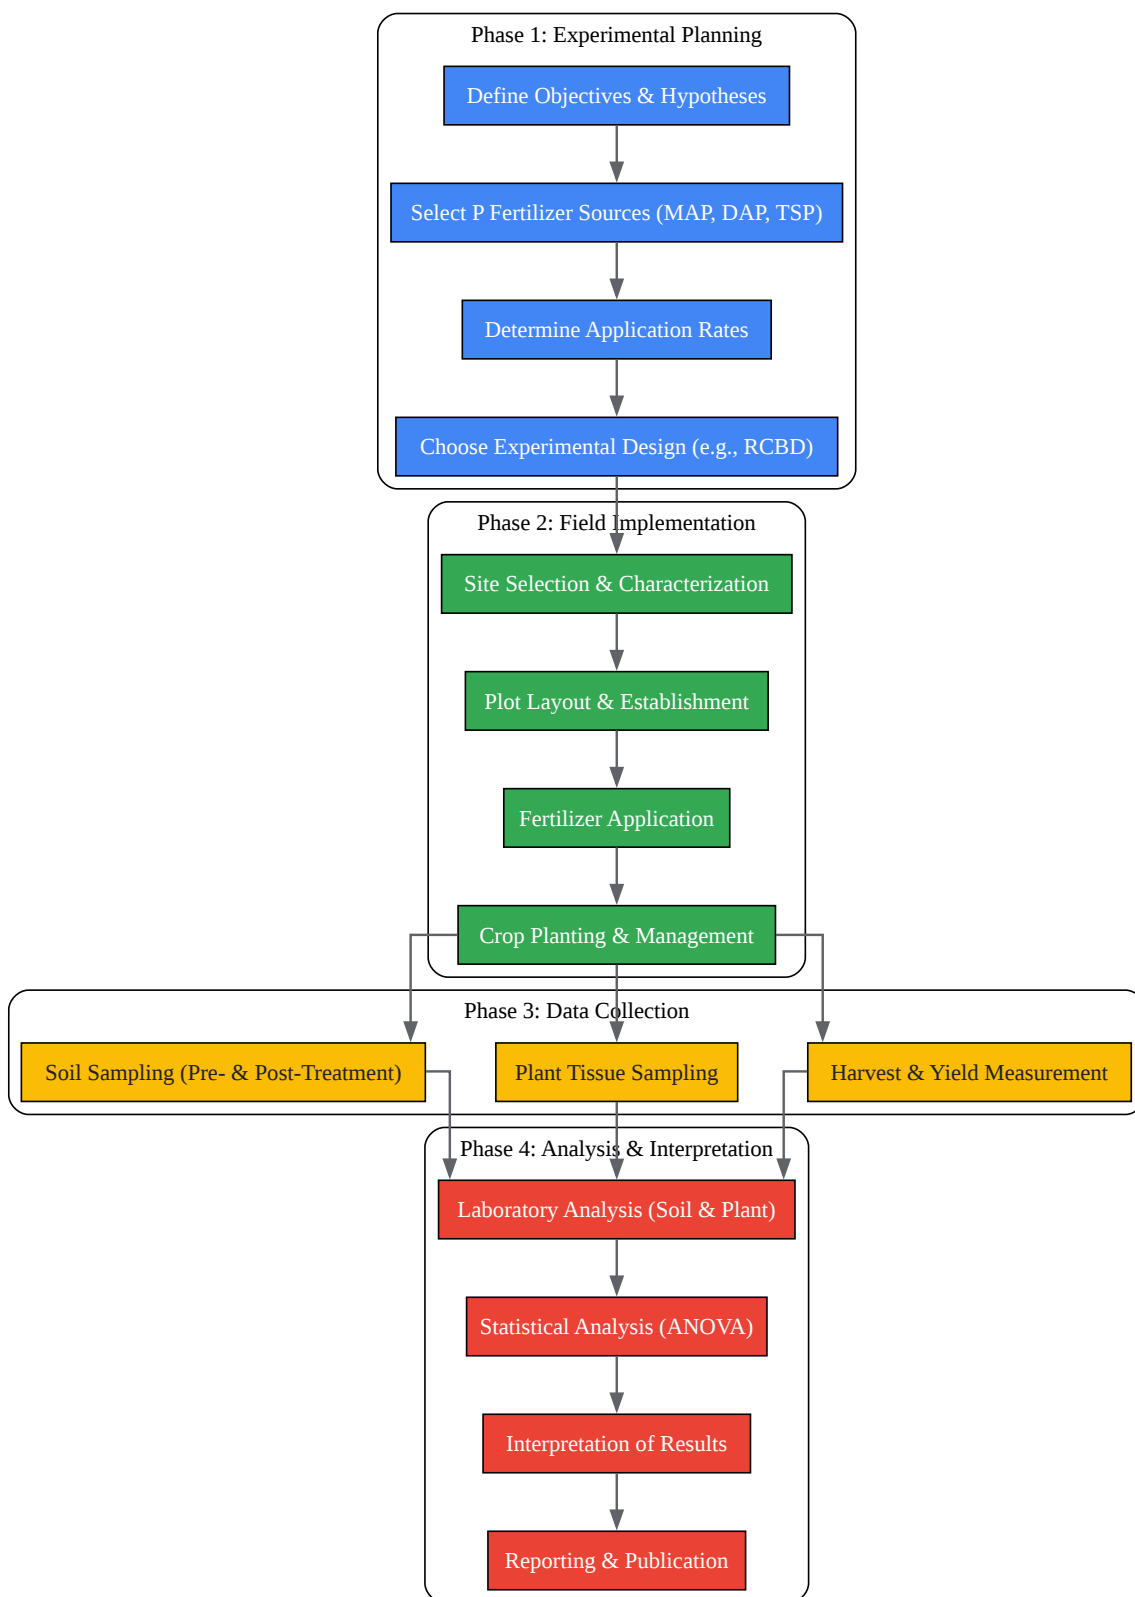 Phase 1: Experimental Planning
Define Objectives & Hypotheses
Select P Fertilizer Sources (MAP, DAP, TSP)
Determine Application Rates
Choose Experimental Design (e.g., RCBD)
Phase 2: Field Implementation
Site Selection & Characterization
Plot Layout & Establishment
Fertilizer Application
Crop Planting & Management
Phase 3: Data Collection
Soil Sampling (Pre- & Post-Treatment)
Plant Tissue Sampling
Harvest & Yield Measurement
Phase 4: Analysis & Interpretation
Laboratory Analysis (Soil & Plant)
Statistical Analysis (ANOVA)
Interpretation of Results
Reporting & Publication